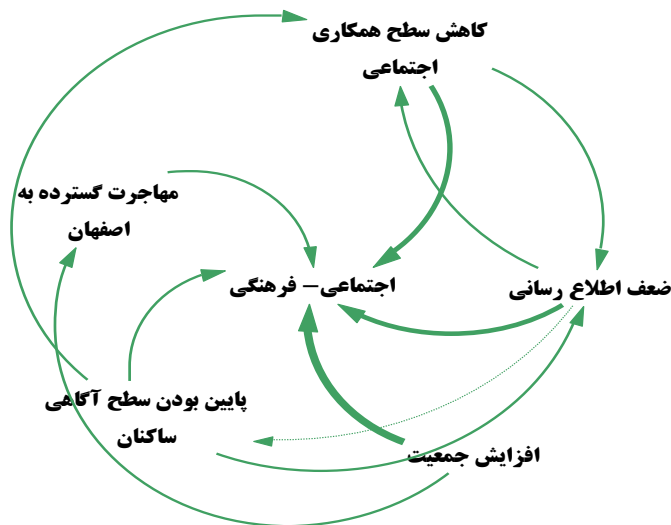 کاهش سطح همکاری
اجتماعی
مهاجرت گسترده به
اصفهان
اجتماعی– فرهنگی
ضعف اطلاع رسانی
پایین بودن سطح آگاهی
ساکنان
افزایش جمعیت